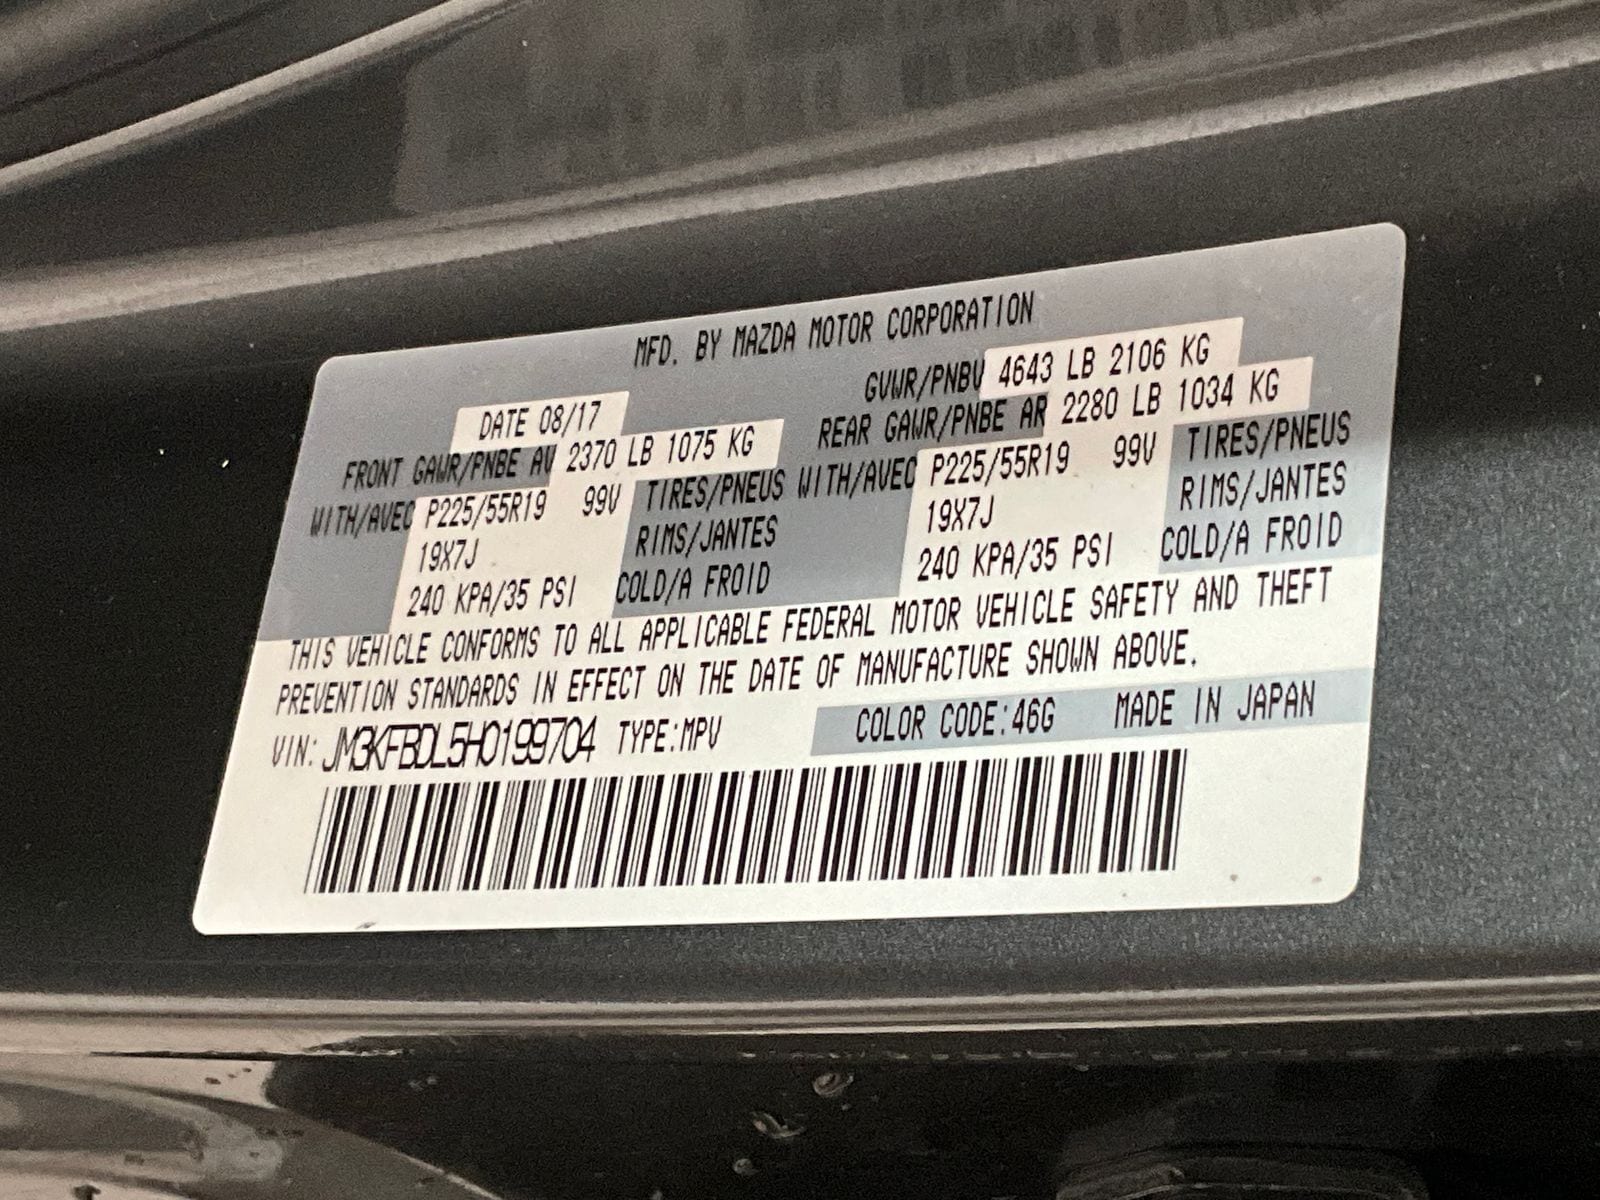 MFD. BY MAZDA MOTOR CORPORATION
DATE 08/17 GVWR/PNBV 4643 LB 2106 KG
FRONT GAWR/PNBE AV 2370 LB 1075 KG REAR GAWR/PNBE AR 2280 LB 1034 KG
WITH/AVEC P225/55R19 99V TIRES/PNEUS WITH/AVEC P225/55R19 99V TIRES/PNEUS
19X7J RIMS/JANTES 19X7J RIMS/JANTES
240 KPA/35 PSI COLD/A FROID 240 KPA/35 PSI COLD/A FROID
THIS VEHICLE CONFORMS TO ALL APPLICABLE FEDERAL MOTOR VEHICLE SAFETY AND THEFT
PREVENTION STANDARDS IN EFFECT ON THE DATE OF MANUFACTURE SHOWN ABOVE.
VIN: JM3KFBDL5H0199704 TYPE:MPV COLOR CODE:46G MADE IN JAPAN